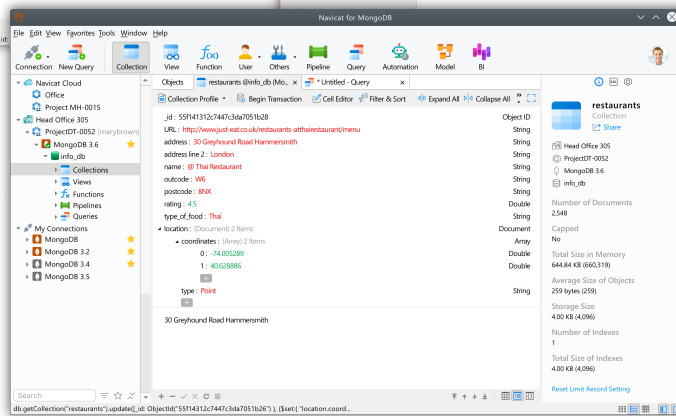 Navicat for MongoDB
File Edit View Favorites Tools Window Help
Connection New Query Collection View Function User Others Pipeline Query Automation Model BI
Objects restaurants @info_db (Mo... × * Untitled - Query ×
Collection Profile Begin Transaction Cell Editor Filter & Sort Expand All Collapse All
Navicat Cloud
Office
Project MH-0015
Head Office 305
ProjectDT-0052 (marybrown)
MongoDB 3.6
info_db
Collections
Views
Functions
Pipelines
Queries
My Connections
MongoDB
MongoDB 3.2
MongoDB 3.4
MongoDB 3.5
Search
_id : 55f141312c7447c3da7051b28 Object ID
URL : http://www.just-eat.co.uk/restaurants-atthairestaurant/menu String
address : 30 Greyhound Road Hammersmith String
address line 2 : London String
name : @ Thai Restaurant String
outcode : W6 String
postcode : 8NX String
rating : 4.5 Double
type_of_food : Thai String
location : (Document) 2 Items Document
coordinates : (Array) 2 Items Array
0 : -74.005289 Double
1 : 40.628886 Double
type : Point String
30 Greyhound Road Hammersmith
restaurants
Collection
Share
Head Office 305
ProjectDT-0052
MongoDB 3.6
info_db
Number of Documents
2,548
Capped
No
Total Size in Memory
644.84 KB (660,319)
Average Size of Objects
259 bytes (259)
Storage Size
4.00 KB (4,096)
Number of Indexes
1
Total Size of Indexes
4.00 KB (4,096)
Reset Limit Record Setting
db.getCollection("restaurants").update({_id: ObjectId("55f14312c7447c3da7051b26") }, {$set:{ "location.coord...